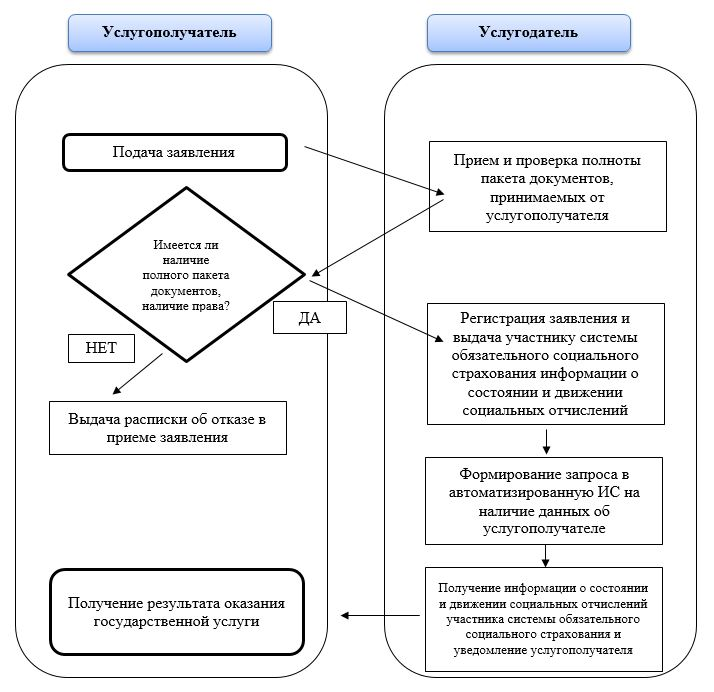 Услугополучатель
Услугодатель
Подача заявления
Прием и проверка полноты
пакета документов,
принимаемых от
услугополучателя
Имеется ли
наличие
полного пакета
документов,
наличие права?
ДА
НЕТ
Регистрация заявления и
выдача участнику системы
обязательного социального
страхования информации о
состоянии и движении
социальных отчислений
Выдача расписки об отказе в
приеме заявления
Формирование запроса в
автоматизированную ИС на
наличие данных об
услугополучателе
Получение результата оказания
государственной услуги
Получение информации о состоянии
и движении социальных отчислений
участника системы обязательного
социального страхования и
уведомление услугополучателя